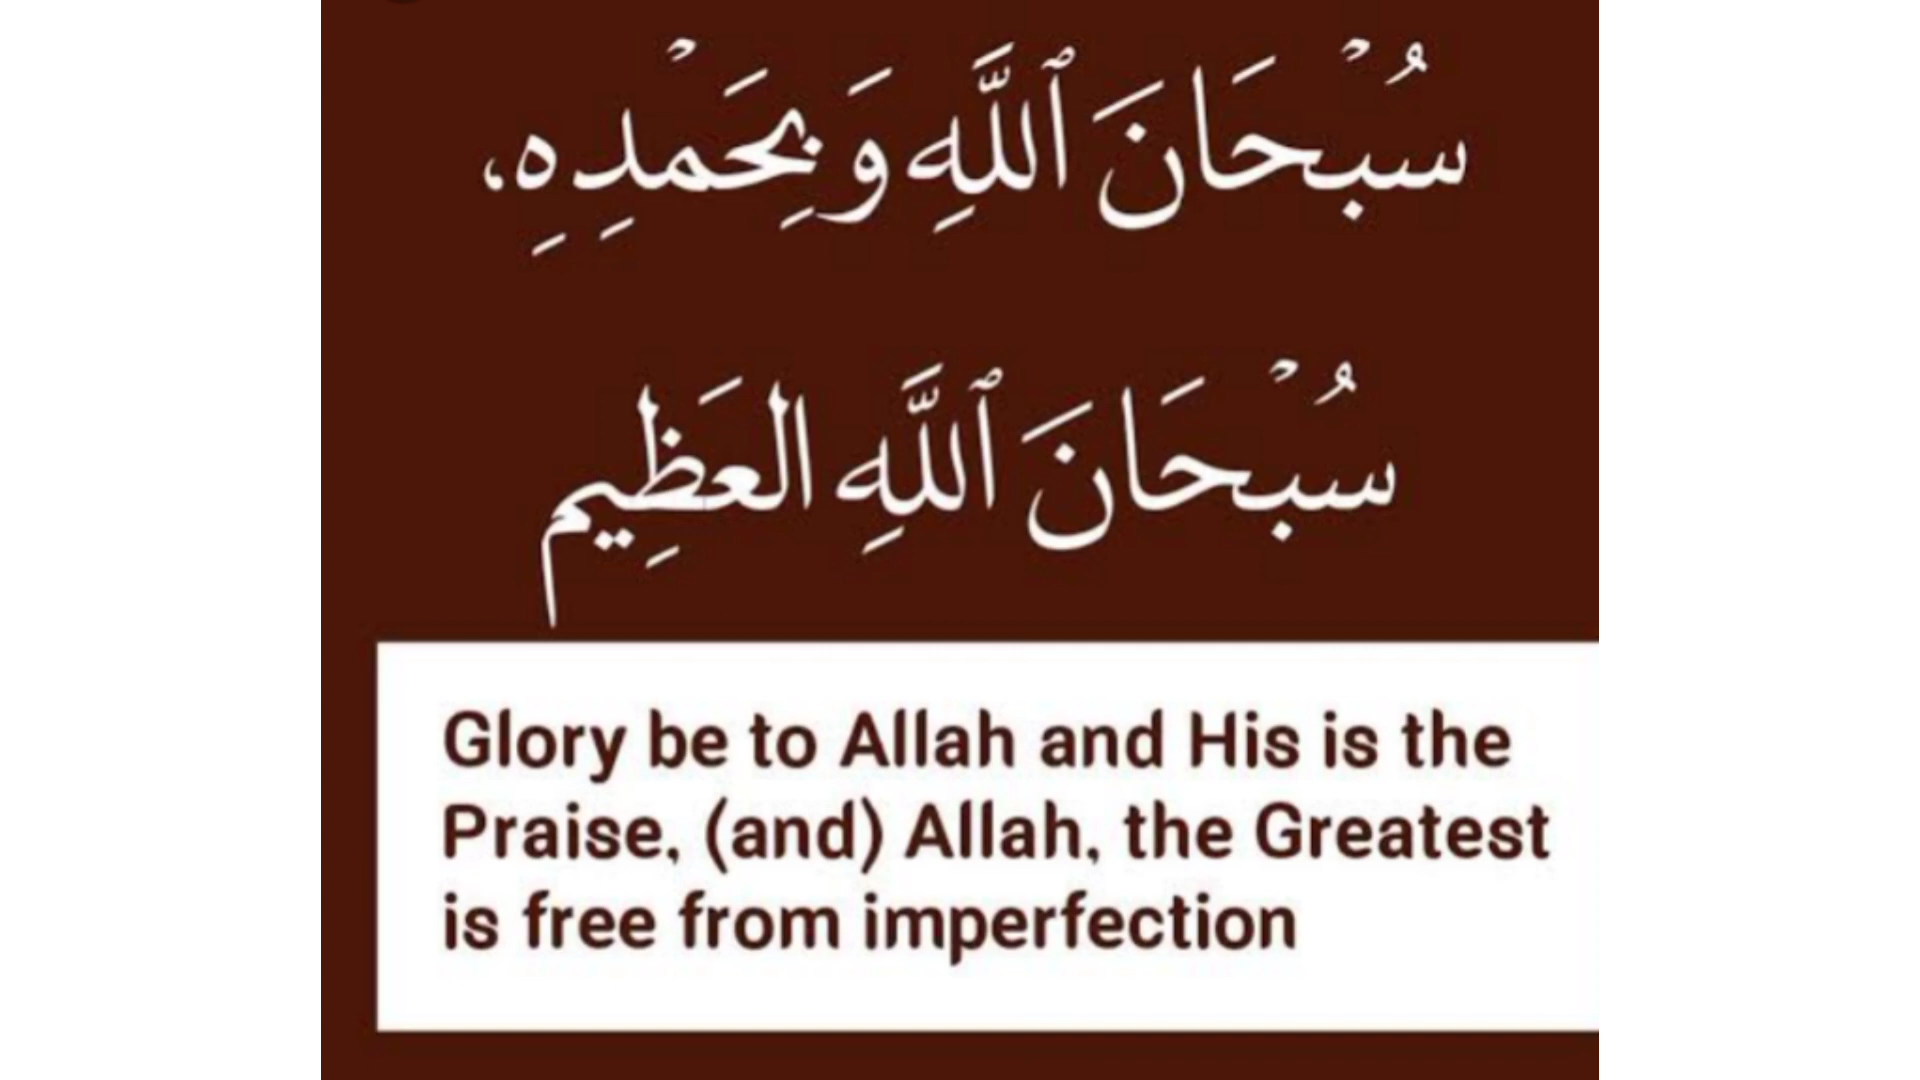 سُبْحَانَ ٱللَّهِ وَبِحَمْدِهِ،
سُبْحَانَ ٱللَّهِ العَظِيم
Glory be to Allah and His is the
Praise, (and) Allah, the Greatest
is free from imperfection